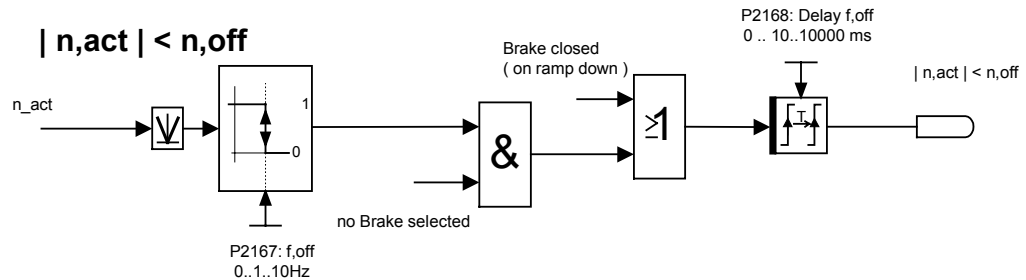 | n,act | < n,off
P2168: Delay f,off
0 .. 10..10000 ms
Brake closed
( on ramp down )
| n,act | < n,off
n_act
1
0
&
≥1
T
no Brake selected
P2167: f,off
0..1..10Hz